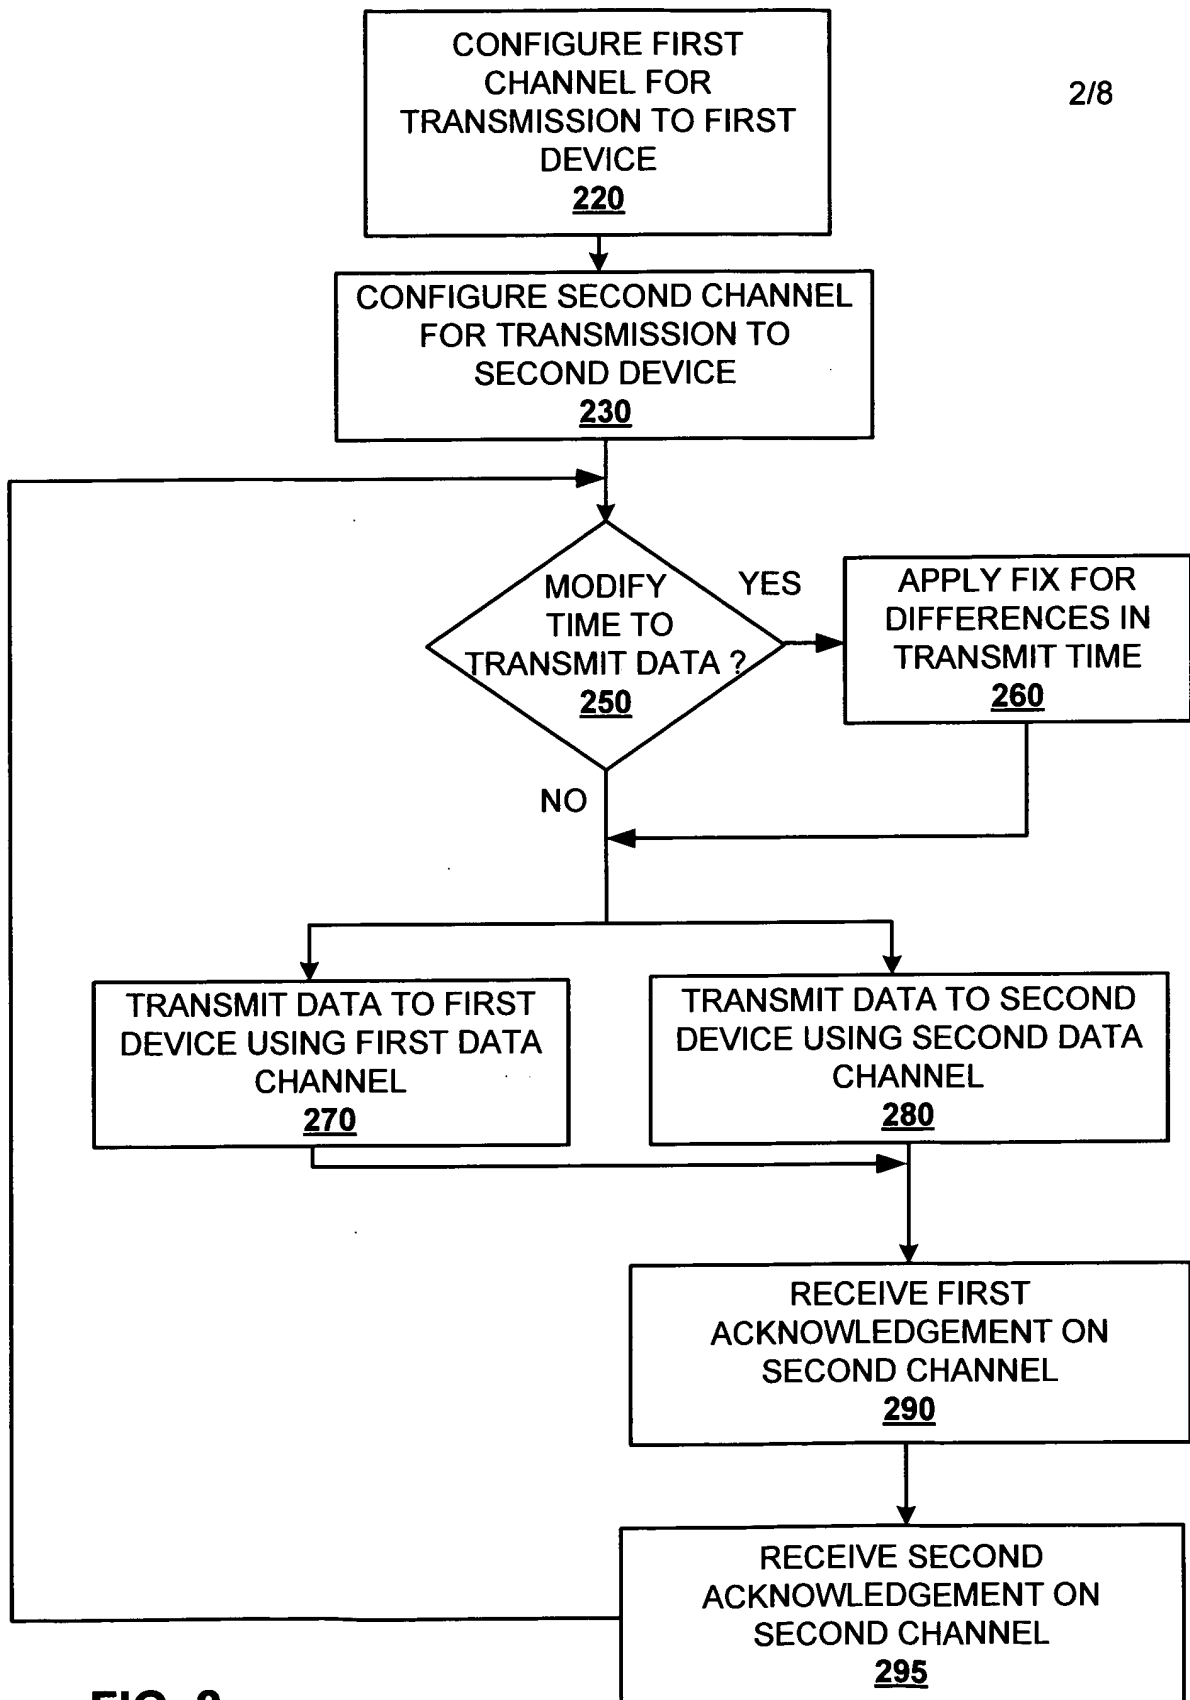 2/8
CONFIGURE FIRST
CHANNEL FOR
TRANSMISSION TO FIRST
DEVICE
220
CONFIGURE SECOND CHANNEL
FOR TRANSMISSION TO
SECOND DEVICE
230
MODIFY
TIME TO
TRANSMIT DATA ?
250
YES
APPLY FIX FOR
DIFFERENCES IN
TRANSMIT TIME
260
NO
TRANSMIT DATA TO FIRST
DEVICE USING FIRST DATA
CHANNEL
270
TRANSMIT DATA TO SECOND
DEVICE USING SECOND DATA
CHANNEL
280
RECEIVE FIRST
ACKNOWLEDGEMENT ON
SECOND CHANNEL
290
RECEIVE SECOND
ACKNOWLEDGEMENT ON
SECOND CHANNEL
295
FIG.